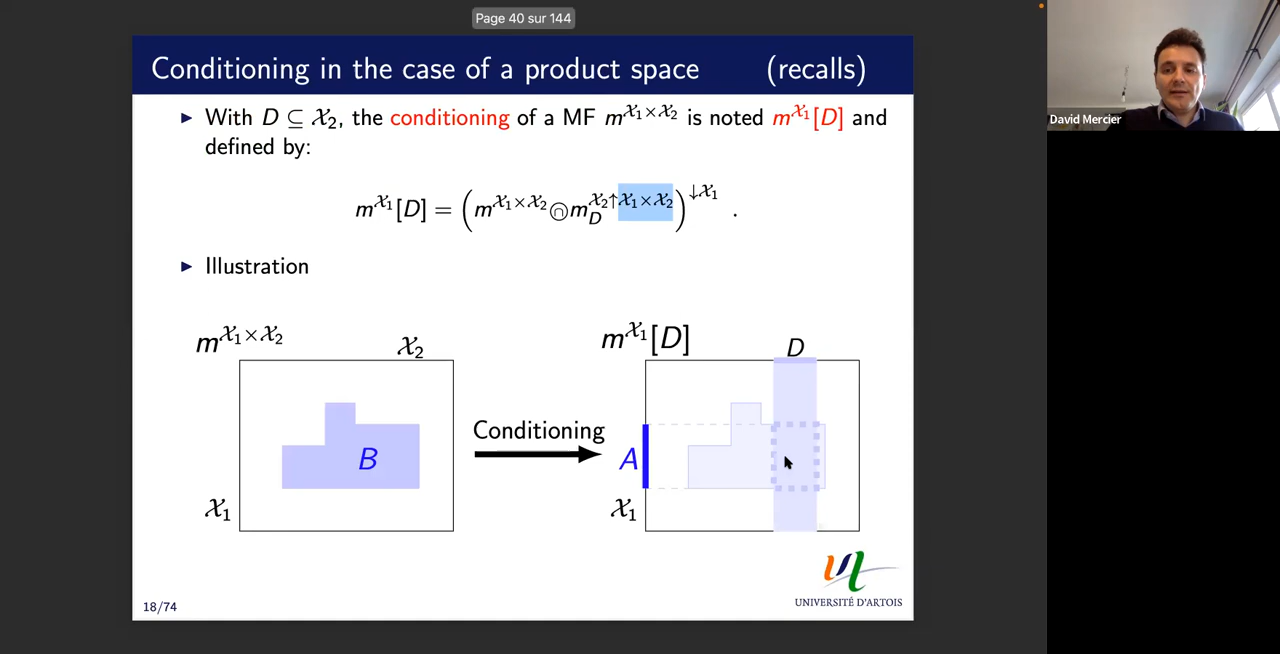 Page 40 sur 144
Conditioning in the case of a product space (recalls)
David Mercier
▶ With D ⊆ 𝒳₂, the conditioning of a MF m^{𝒳₁×𝒳₂} is noted m^{𝒳₁}[D] and
defined by:
m^{𝒳₁}[D] = (m^{𝒳₁×𝒳₂} ⋒ m_D^{𝒳₂↑𝒳₁×𝒳₂})^{↓𝒳₁} .
▶ Illustration
m^{𝒳₁×𝒳₂} 𝒳₂ m^{𝒳₁}[D] D
Conditioning
B A
𝒳₁ 𝒳₁
UNIVERSITÉ D'ARTOIS
18/74